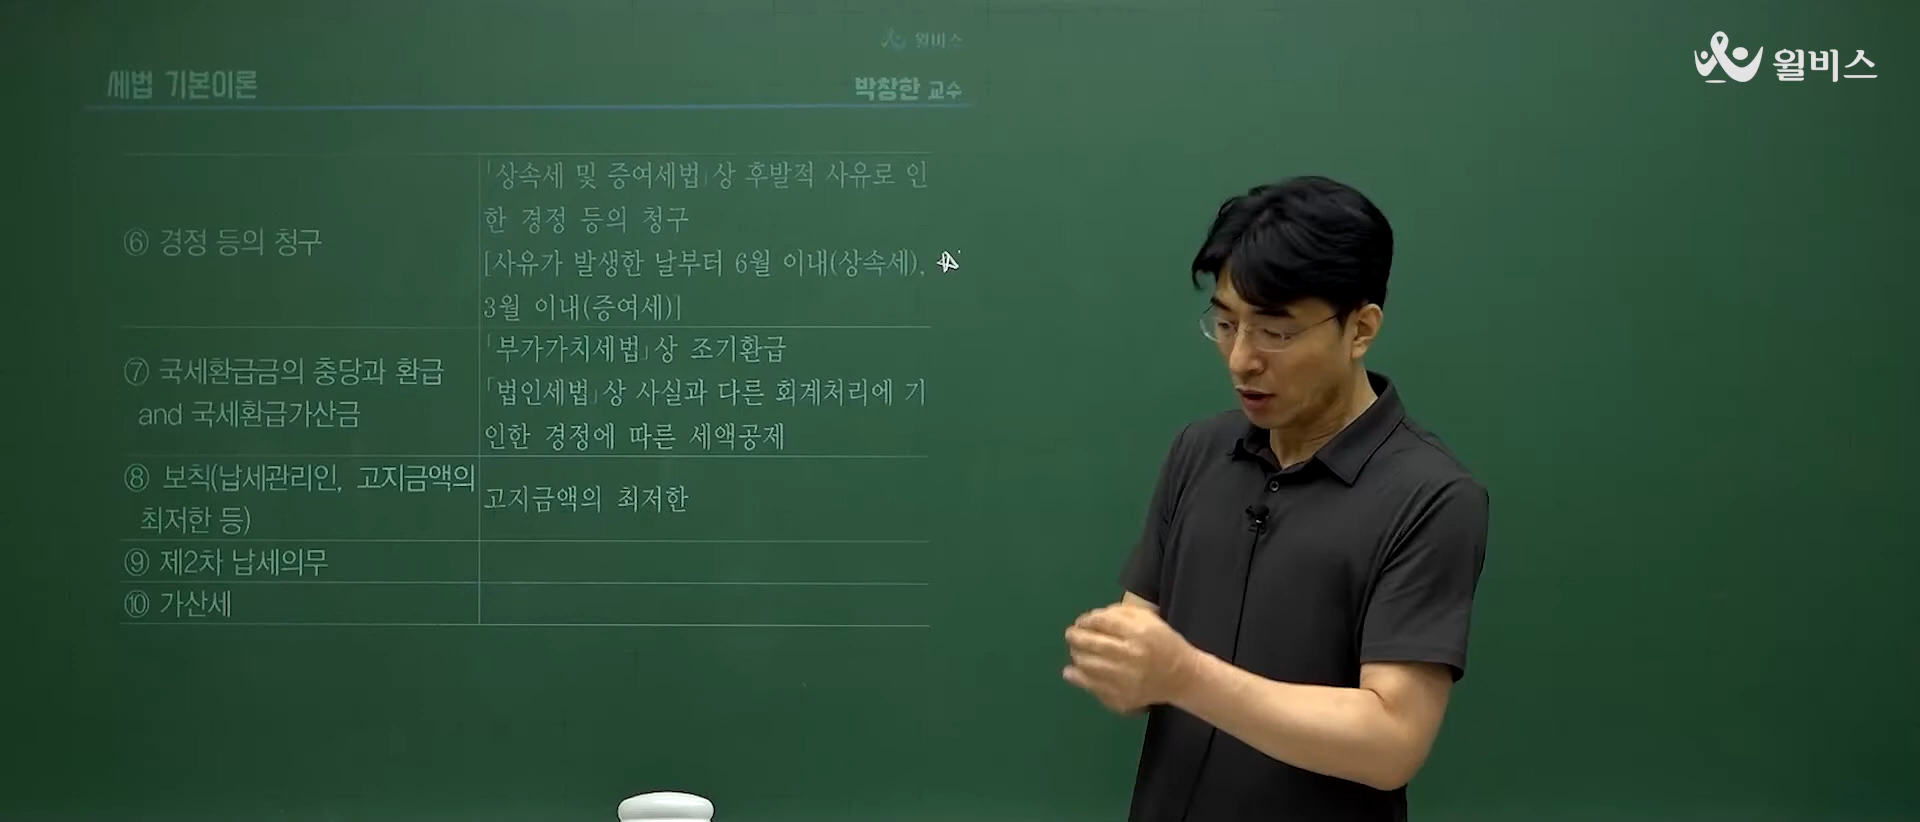 윌비스
윌비스
세법 기본이론
박창한 교수
⑥ 경정 등의 청구
「상속세 및 증여세법」상 후발적 사유로 인
한 경정 등의 청구
[사유가 발생한 날부터 6월 이내(상속세),
3월 이내(증여세)]
⑦ 국세환급금의 충당과 환급
and 국세환급가산금
「부가가치세법」상 조기환급
「법인세법」상 사실과 다른 회계처리에 기
인한 경정에 따른 세액공제
⑧ 보칙(납세관리인, 고지금액의
최저한 등)
고지금액의 최저한
⑨ 제2차 납세의무
⑩ 가산세